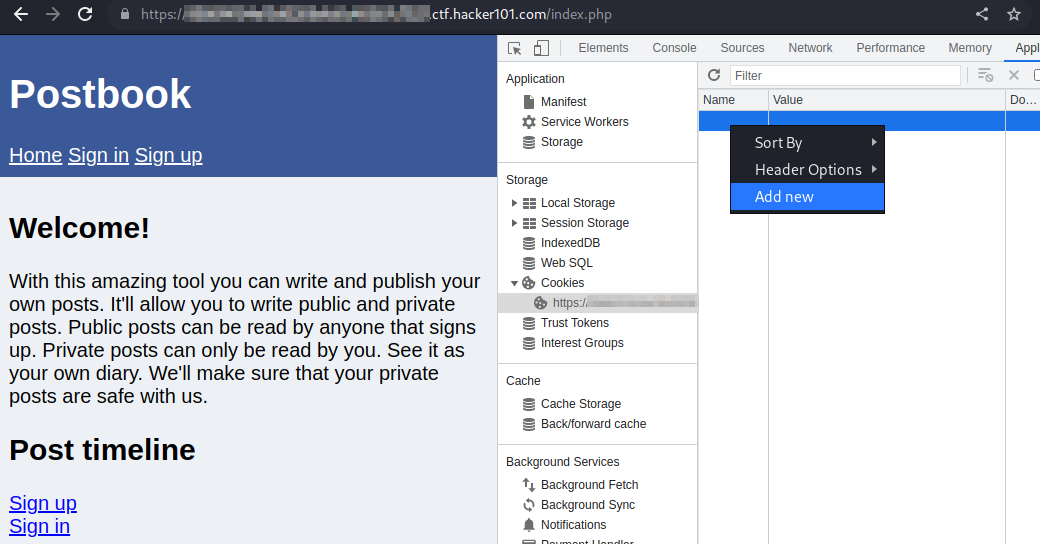 https://
.ctf.hacker101.com/index.php
Postbook
Home Sign in Sign up
Welcome!
With this amazing tool you can write and publish your
own posts. It'll allow you to write public and private
posts. Public posts can be read by anyone that signs
up. Private posts can only be read by you. See it as
your own diary. We'll make sure that your private
posts are safe with us.
Post timeline
Sign up
Sign in
Elements Console Sources Network Performance Memory
Application
Manifest
Service Workers
Storage
Storage
Local Storage
Session Storage
IndexedDB
Web SQL
Cookies
https://
Trust Tokens
Interest Groups
Cache
Cache Storage
Back/forward cache
Background Services
Background Fetch
Background Sync
Notifications
Payment Handler
Filter
Name Value Do...
Sort By
Header Options
Add new